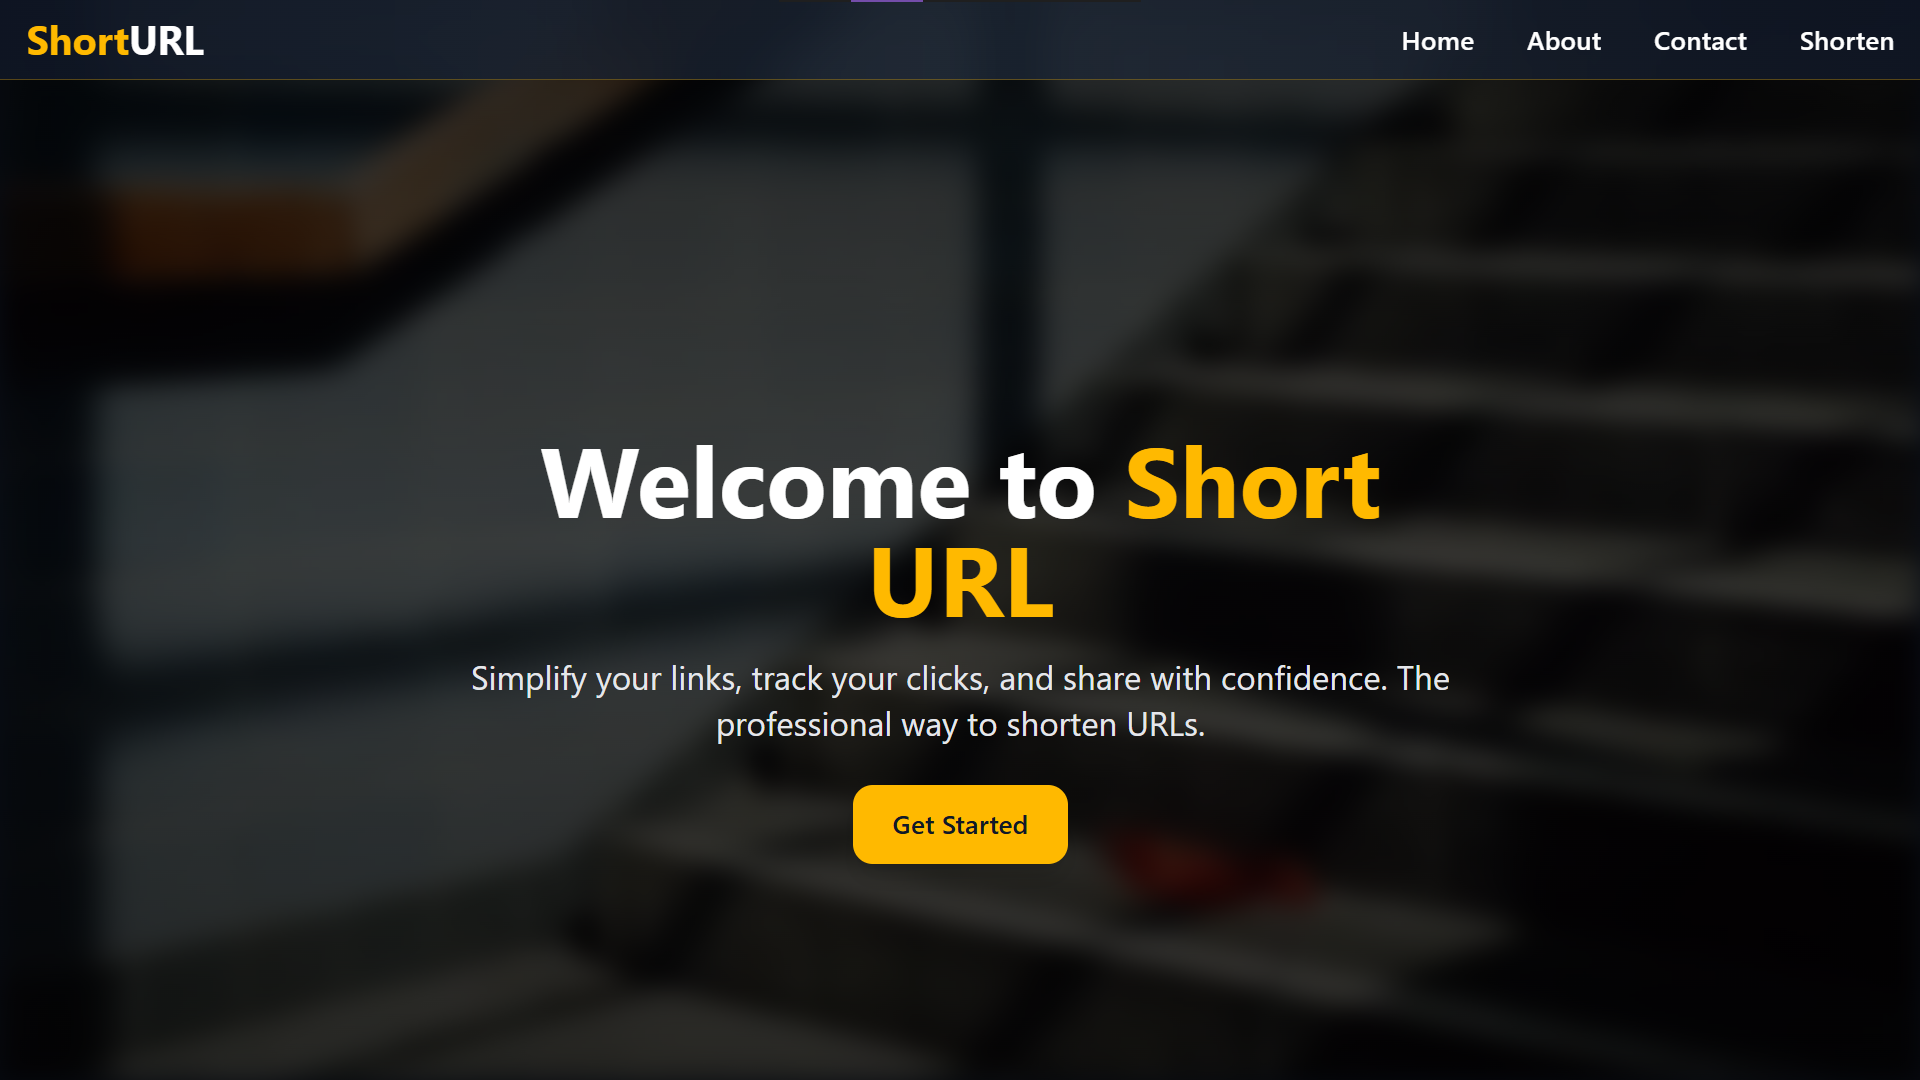 ShortURL
Home About Contact Shorten
Welcome to Short
URL
Simplify your links, track your clicks, and share with confidence. The
professional way to shorten URLs.
Get Started